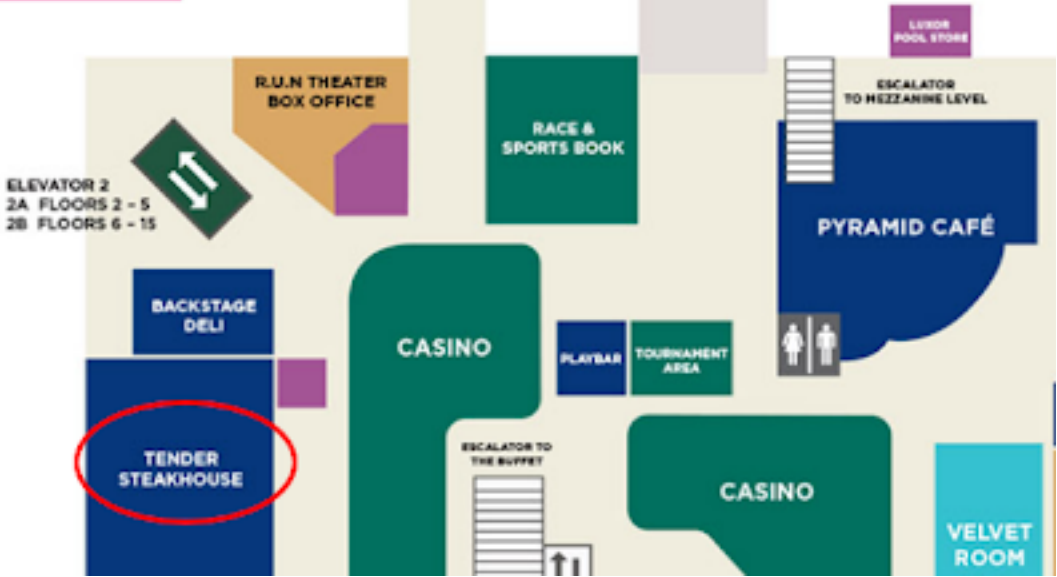 LUXOR
POOL STORE
R.U.N THEATER
BOX OFFICE
ESCALATOR
TO MEZZANINE LEVEL
RACE &
SPORTS BOOK
ELEVATOR 2
2A FLOORS 2 - 5
2B FLOORS 6 - 15
PYRAMID CAFÉ
BACKSTAGE
DELI
CASINO
PLAYBAR
TOURNAMENT
AREA
TENDER
STEAKHOUSE
ESCALATOR TO
THE BUFFET
CASINO
VELVET
ROOM